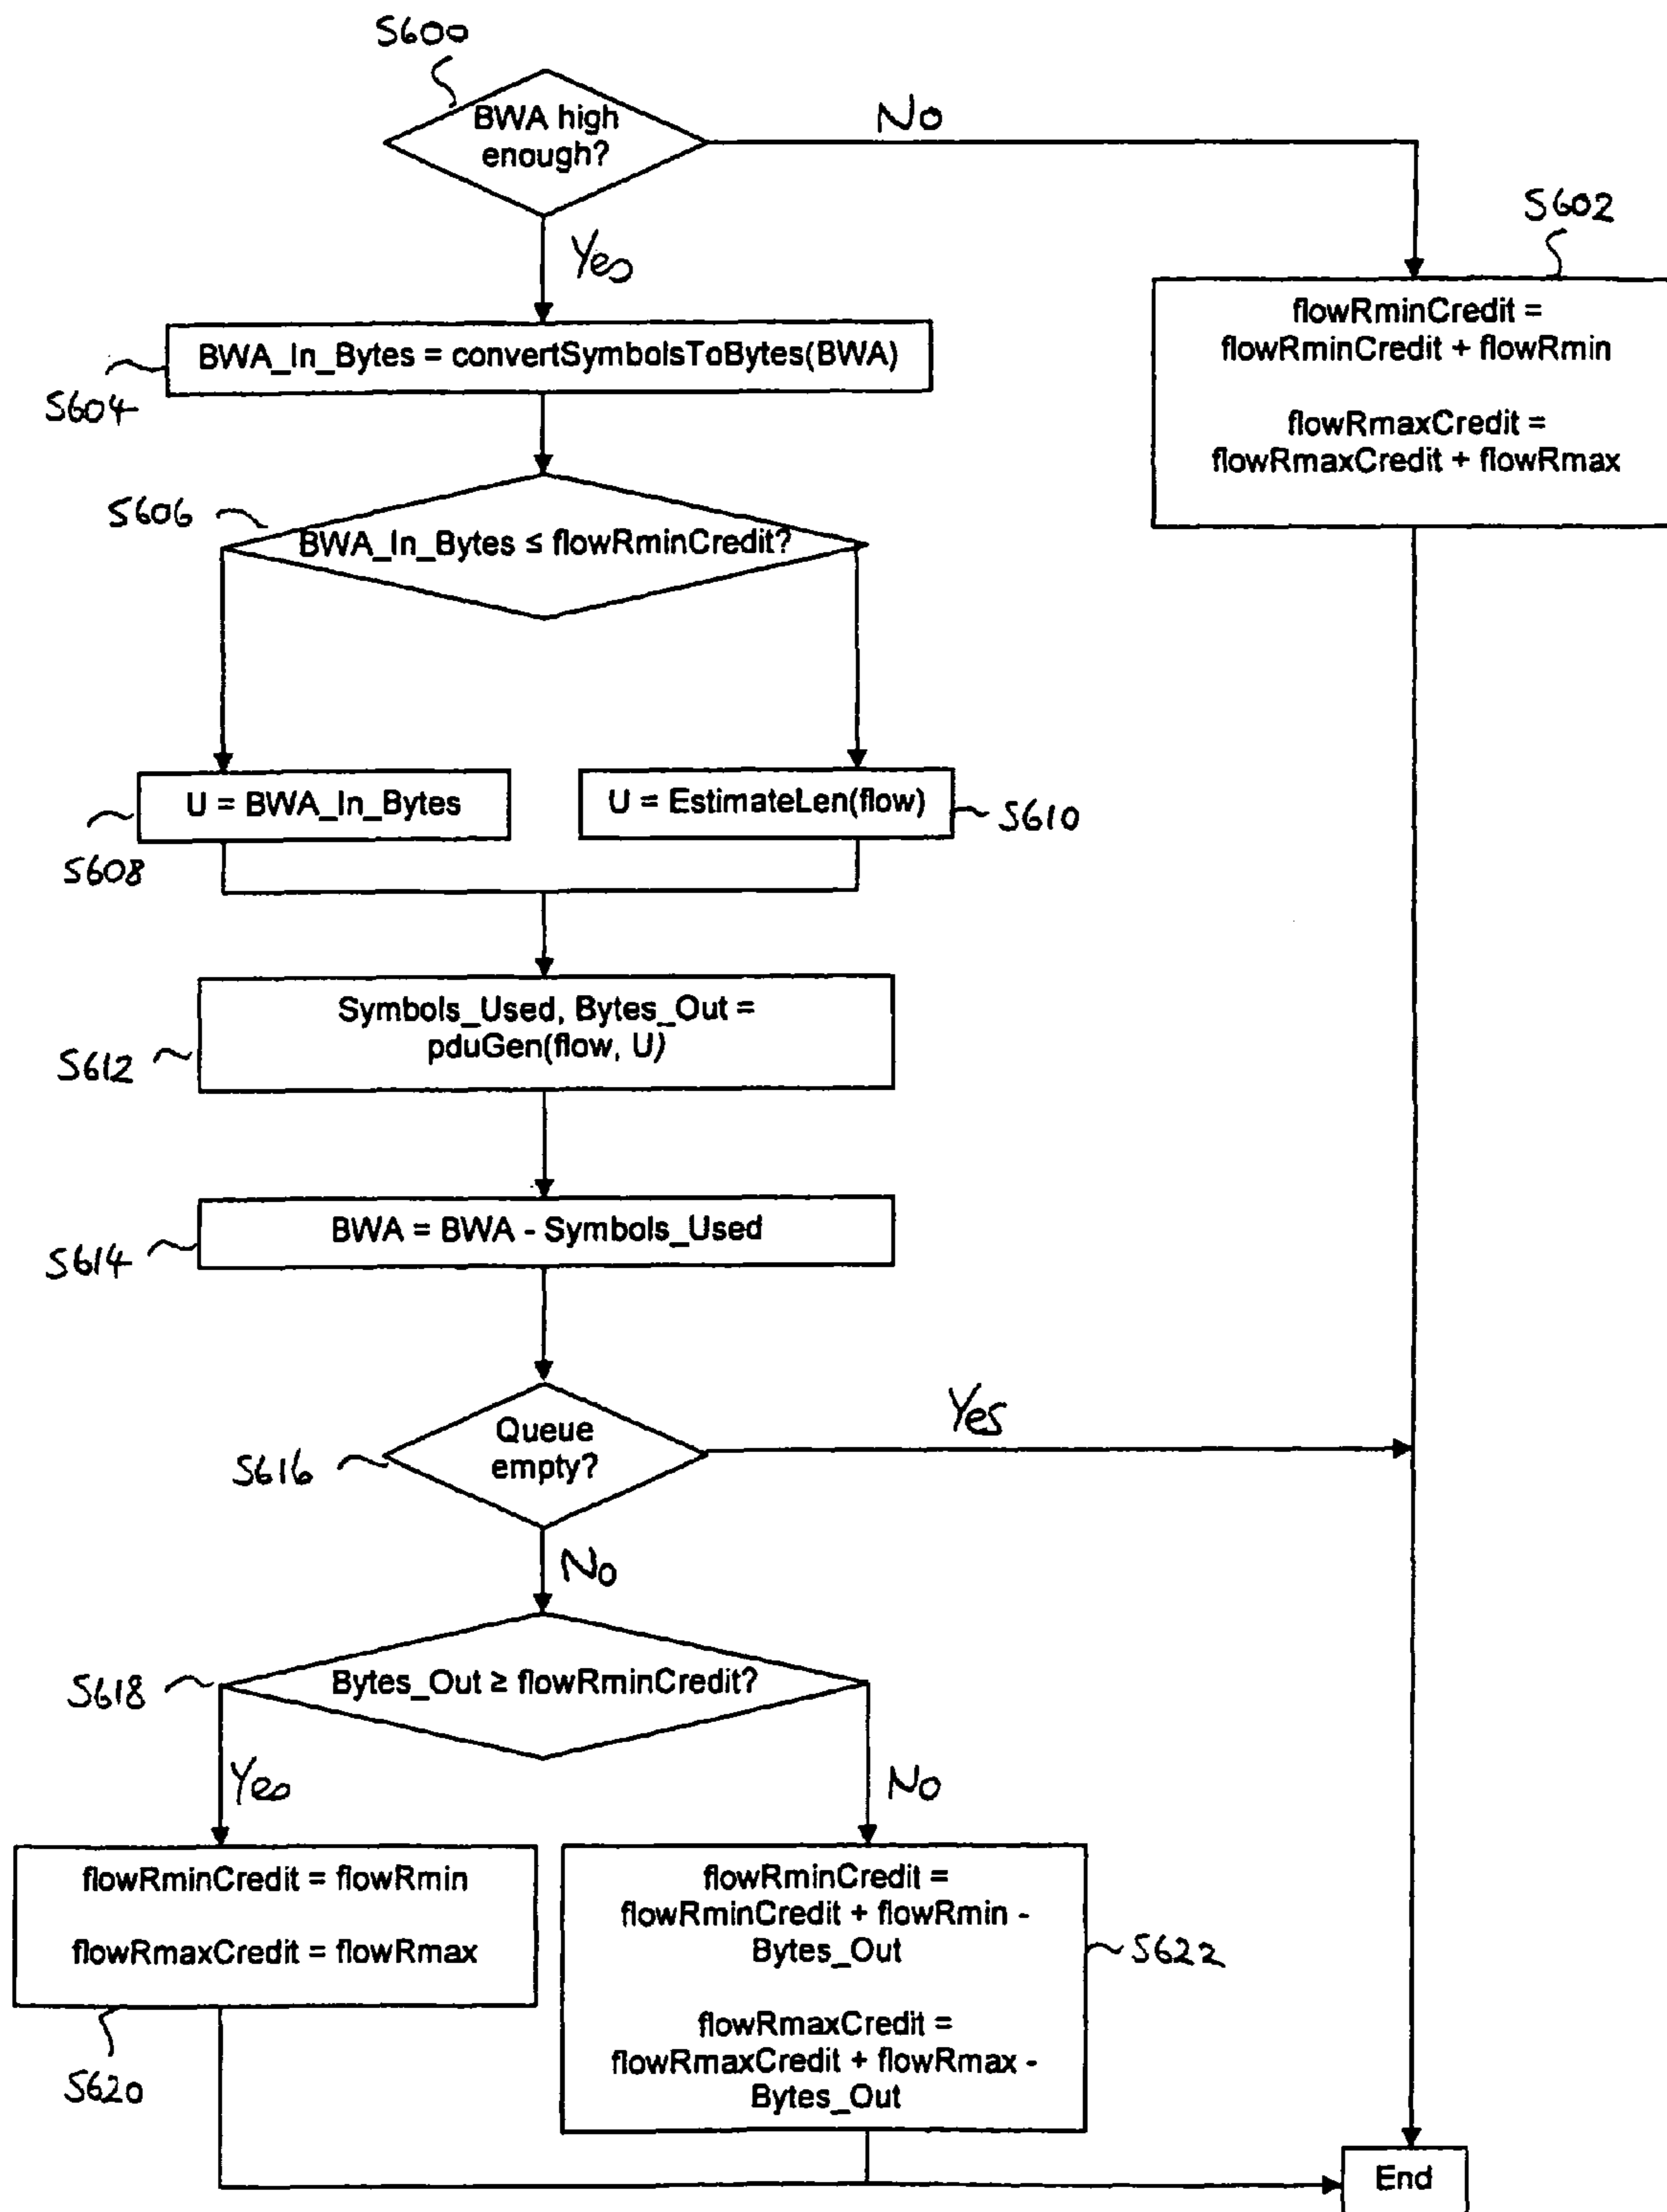 S600
BWA high
enough?
No
Yes
S602
flowRminCredit =
flowRminCredit + flowRmin
flowRmaxCredit =
flowRmaxCredit + flowRmax
BWA_In_Bytes = convertSymbolsToBytes(BWA)
S604
S606
BWA_In_Bytes ≤ flowRminCredit?
U = BWA_In_Bytes
S608
U = EstimateLen(flow)
S610
Symbols_Used, Bytes_Out =
pduGen(flow, U)
S612
BWA = BWA - Symbols_Used
S614
Queue
empty?
S616
Yes
No
S618
Bytes_Out ≥ flowRminCredit?
Yes
No
flowRminCredit = flowRmin
flowRmaxCredit = flowRmax
S620
flowRminCredit =
flowRminCredit + flowRmin -
Bytes_Out
flowRmaxCredit =
flowRmaxCredit + flowRmax -
Bytes_Out
S622
End